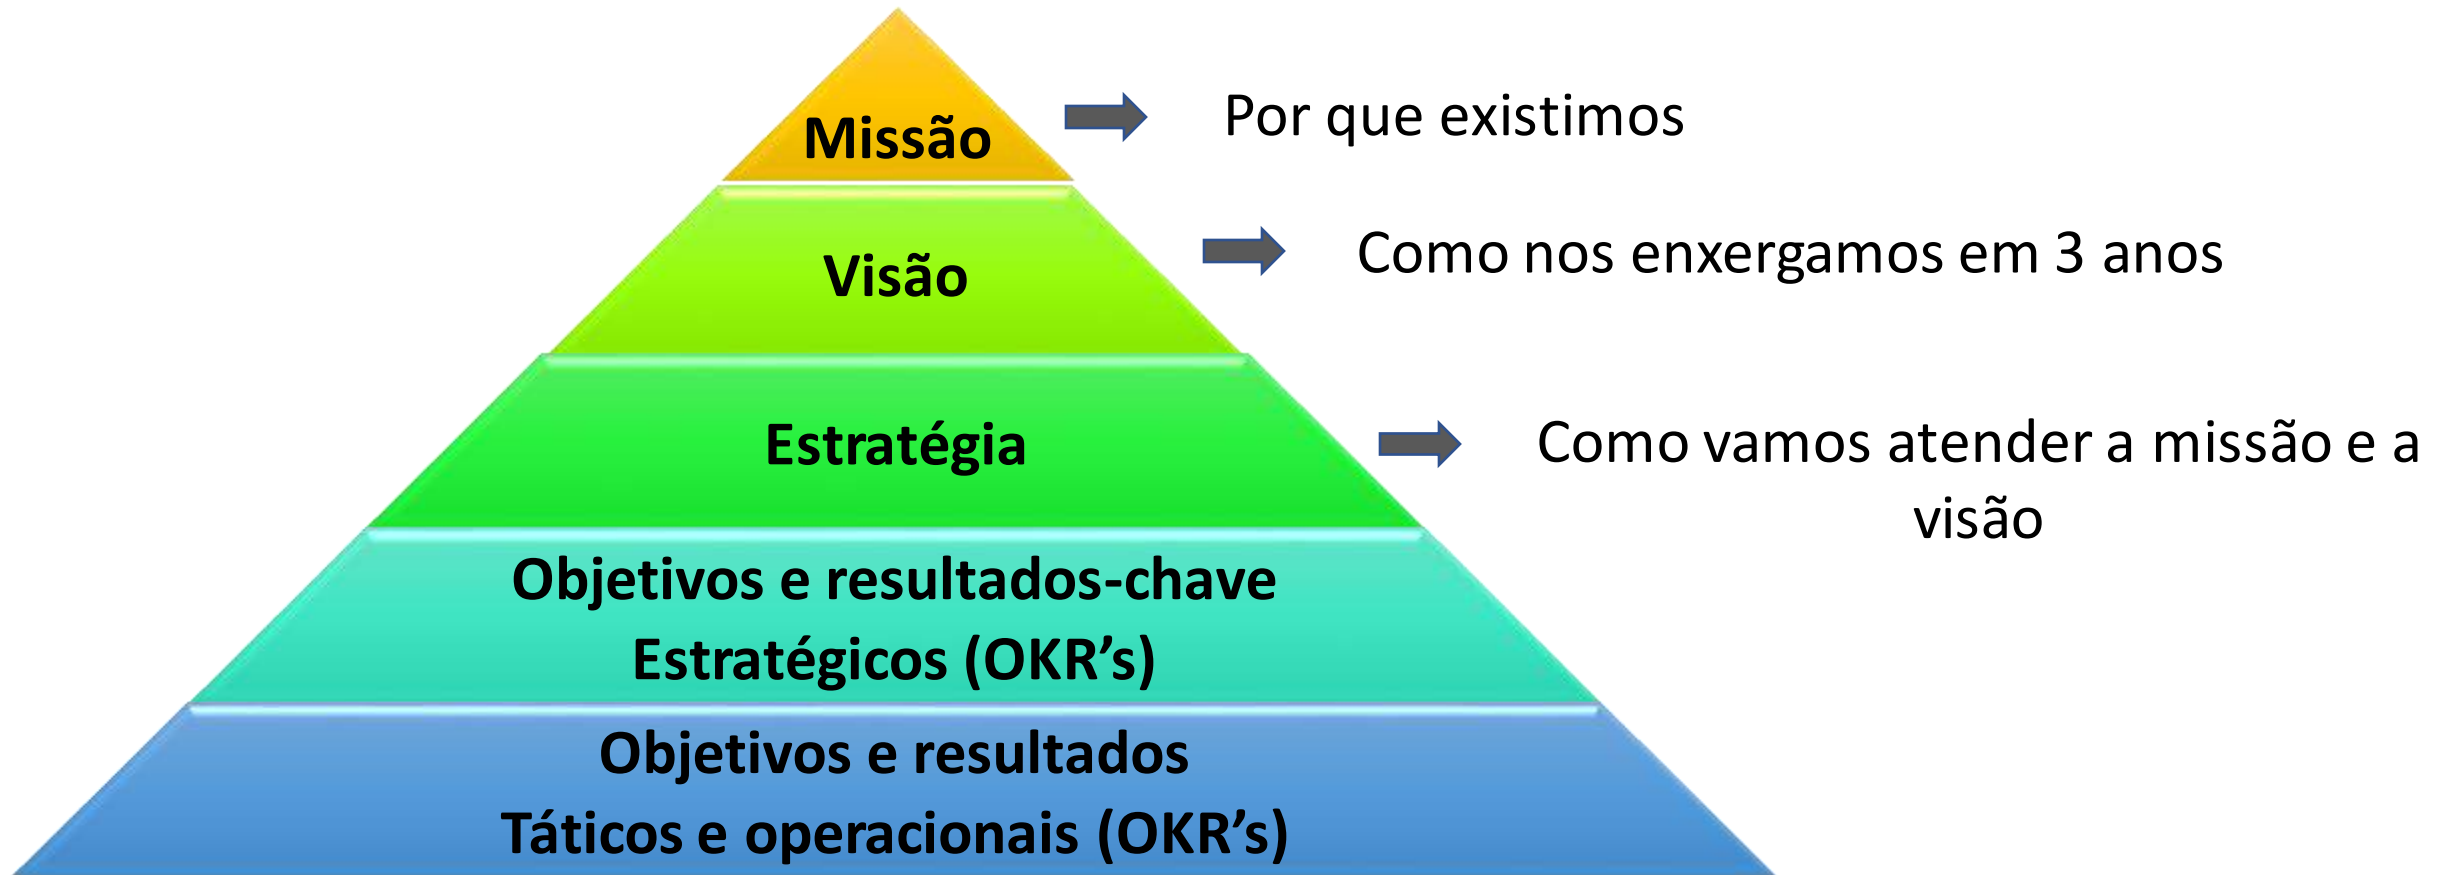 Missão
Por que existimos
Visão
Como nos enxergamos em 3 anos
Estratégia
Como vamos atender a missão e a
visão
Objetivos e resultados-chave
Estratégicos (OKR’s)
Objetivos e resultados
Táticos e operacionais (OKR’s)